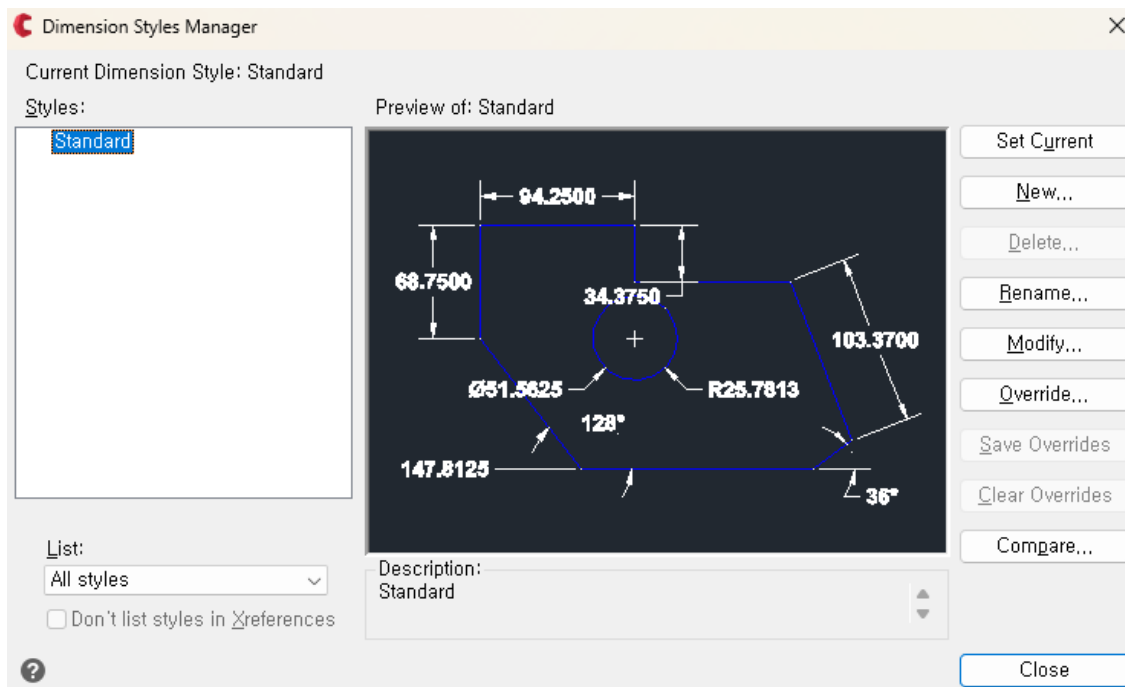 Dimension Styles Manager
Current Dimension Style: Standard
Styles:
Standard
Preview of: Standard
94.2500
68.7500
34.3750
103.3700
Ø51.5625
R25.7813
128°
147.8125
36°
Set Current
New...
Delete...
Rename...
Modify...
Override...
Save Overrides
Clear Overrides
Compare...
List:
All styles
Don't list styles in Xreferences
Description:
Standard
?
Close